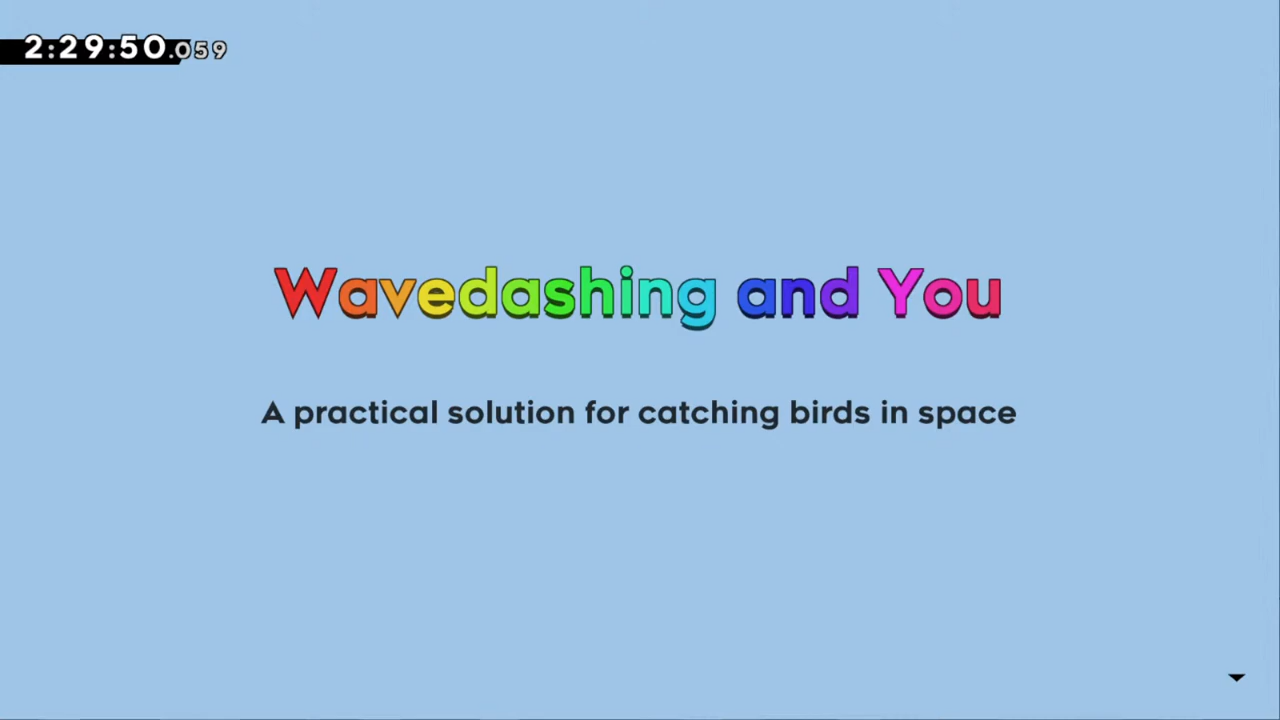 2:29:50.059
Wavedashing and You
A practical solution for catching birds in space